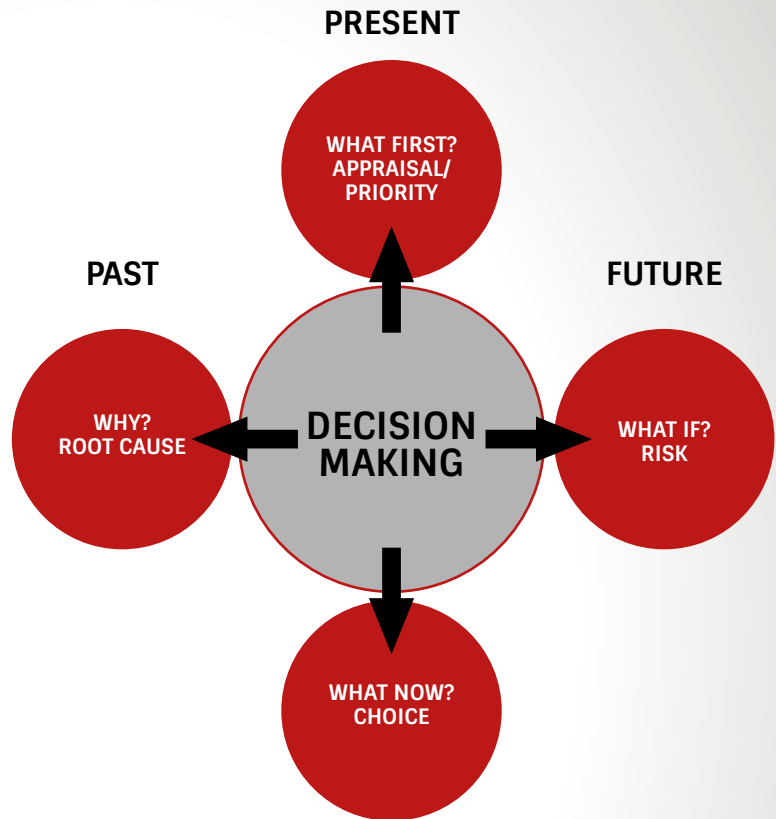 PRESENT
WHAT FIRST?
APPRAISAL/
PRIORITY
PAST
FUTURE
WHY?
ROOT CAUSE
DECISION
MAKING
WHAT IF?
RISK
WHAT NOW?
CHOICE